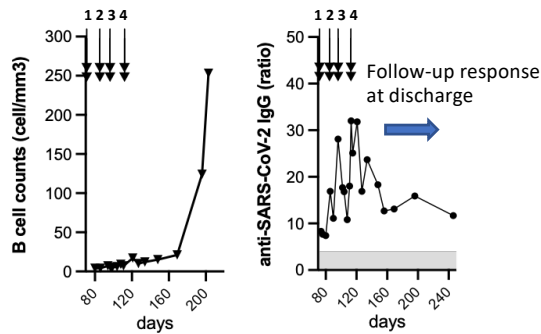 1 2 3 4
B cell counts (cell/mm3)
300
250
200
150
100
50
0
80
120
160
200
days
1 2 3 4
anti-SARS-CoV-2 IgG (ratio)
50
40
30
20
10
0
Follow-up response
at discharge
80
120
160
200
240
days